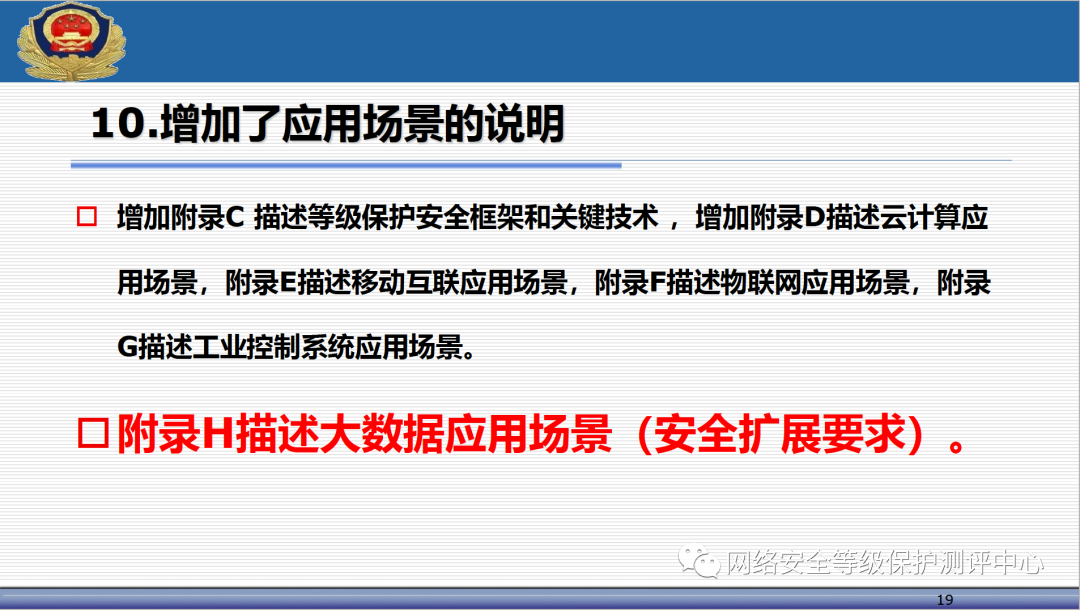 10.增加了应用场景的说明
□ 增加附录C 描述等级保护安全框架和关键技术 ，增加附录D描述云计算应
用场景，附录E描述移动互联应用场景，附录F描述物联网应用场景，附录
G描述工业控制系统应用场景。
□ 附录H描述大数据应用场景（安全扩展要求）。
网络安全等级保护测评中心
19